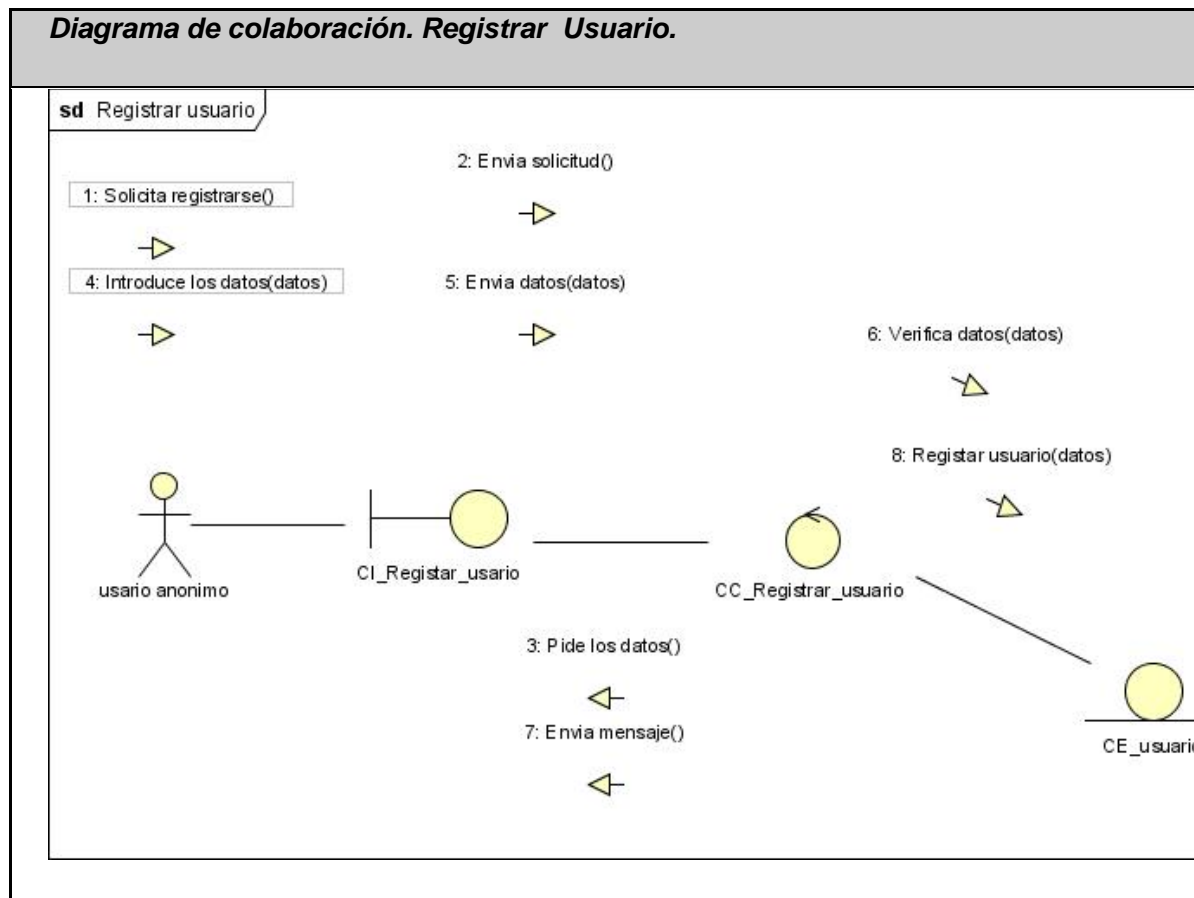 Diagrama de colaboración. Registrar Usuario.
sd Registrar usuario
2: Envia solicitud()
1: Solicita registrarse()
4: Introduce los datos(datos)
5: Envia datos(datos)
6: Verifica datos(datos)
8: Registar usuario(datos)
usario anonimo
CI_Registar_usario
CC_Registrar_usuario
3: Pide los datos()
7: Envia mensaje()
CE_usuario